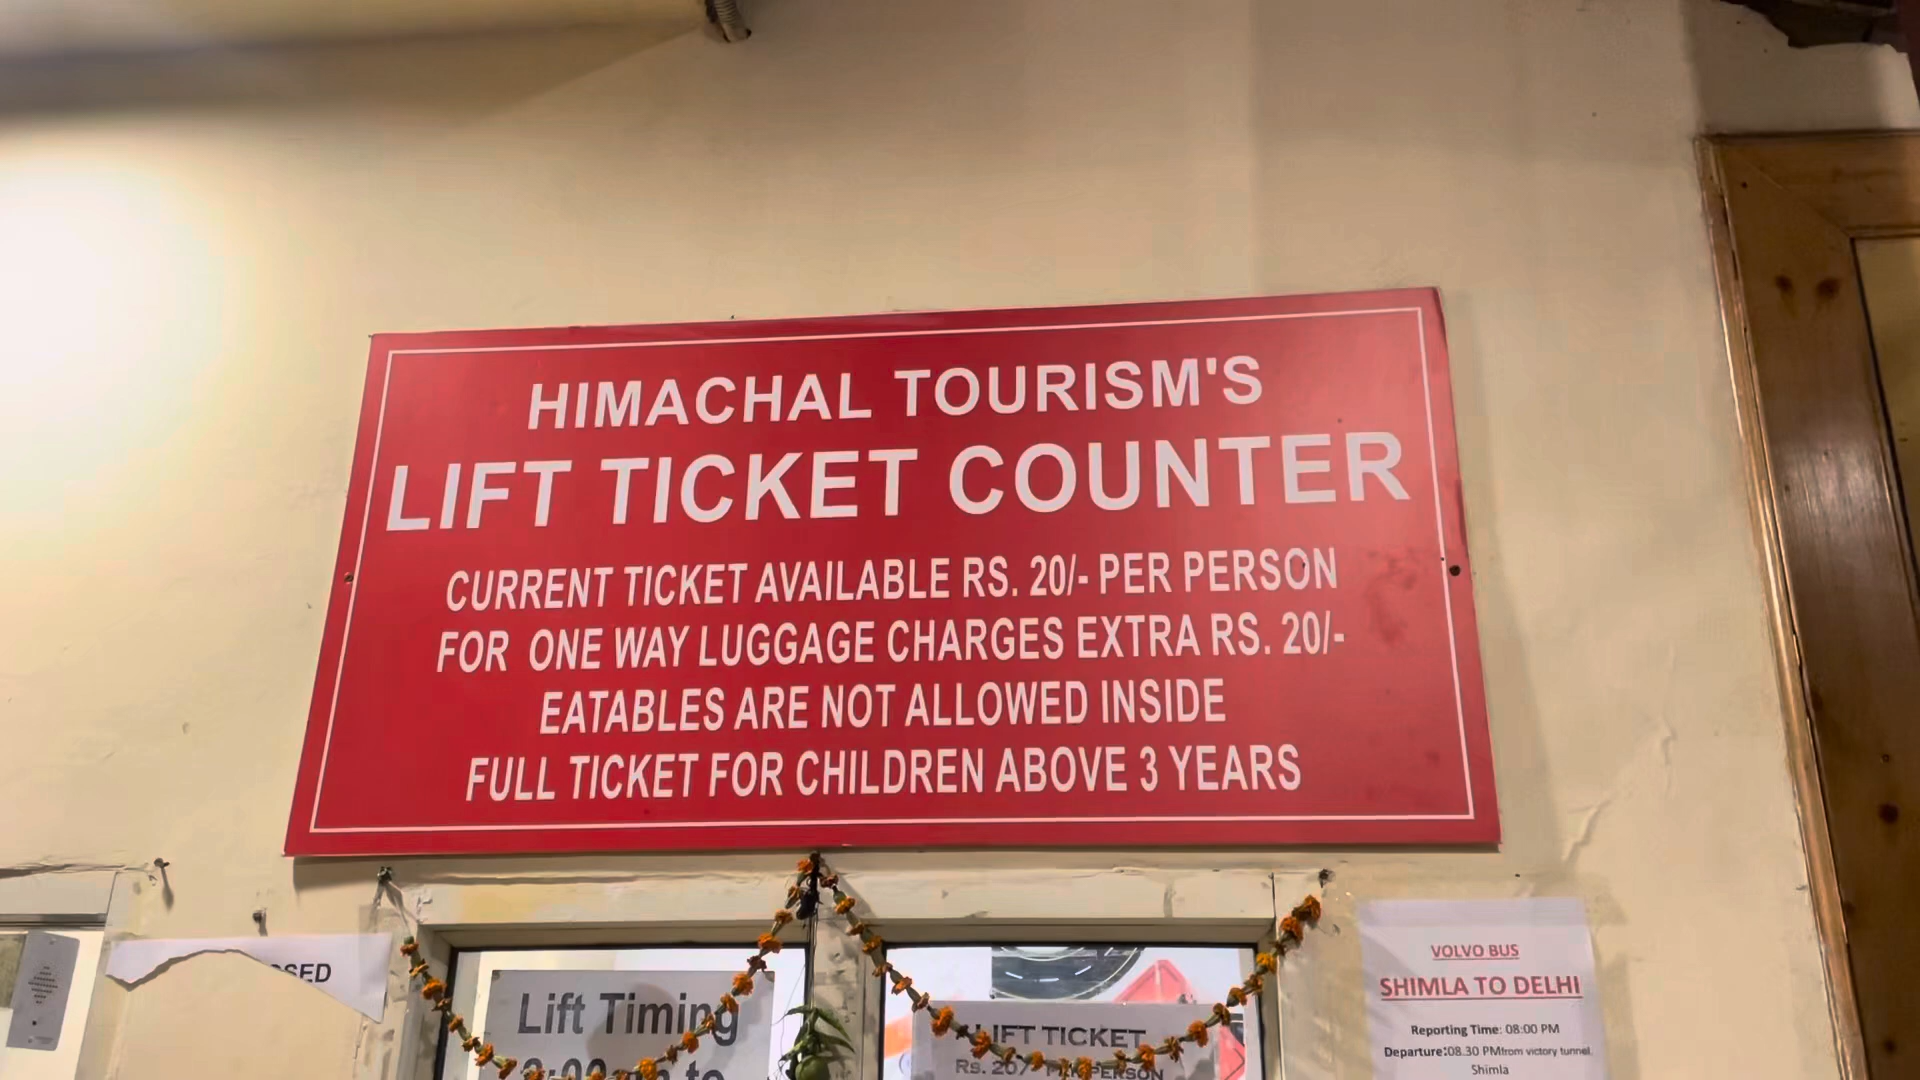 HIMACHAL TOURISM'S
LIFT TICKET COUNTER
CURRENT TICKET AVAILABLE RS. 20/- PER PERSON
FOR ONE WAY LUGGAGE CHARGES EXTRA RS. 20/-
EATABLES ARE NOT ALLOWED INSIDE
FULL TICKET FOR CHILDREN ABOVE 3 YEARS
Lift Timing
to
LIFT TICKET
Rs. 20/- PER PERSON
VOLVO BUS
SHIMLA TO DELHI
Reporting Time: 08:00 PM
Departure:08.30 PMfrom victory tunnel,
Shimla